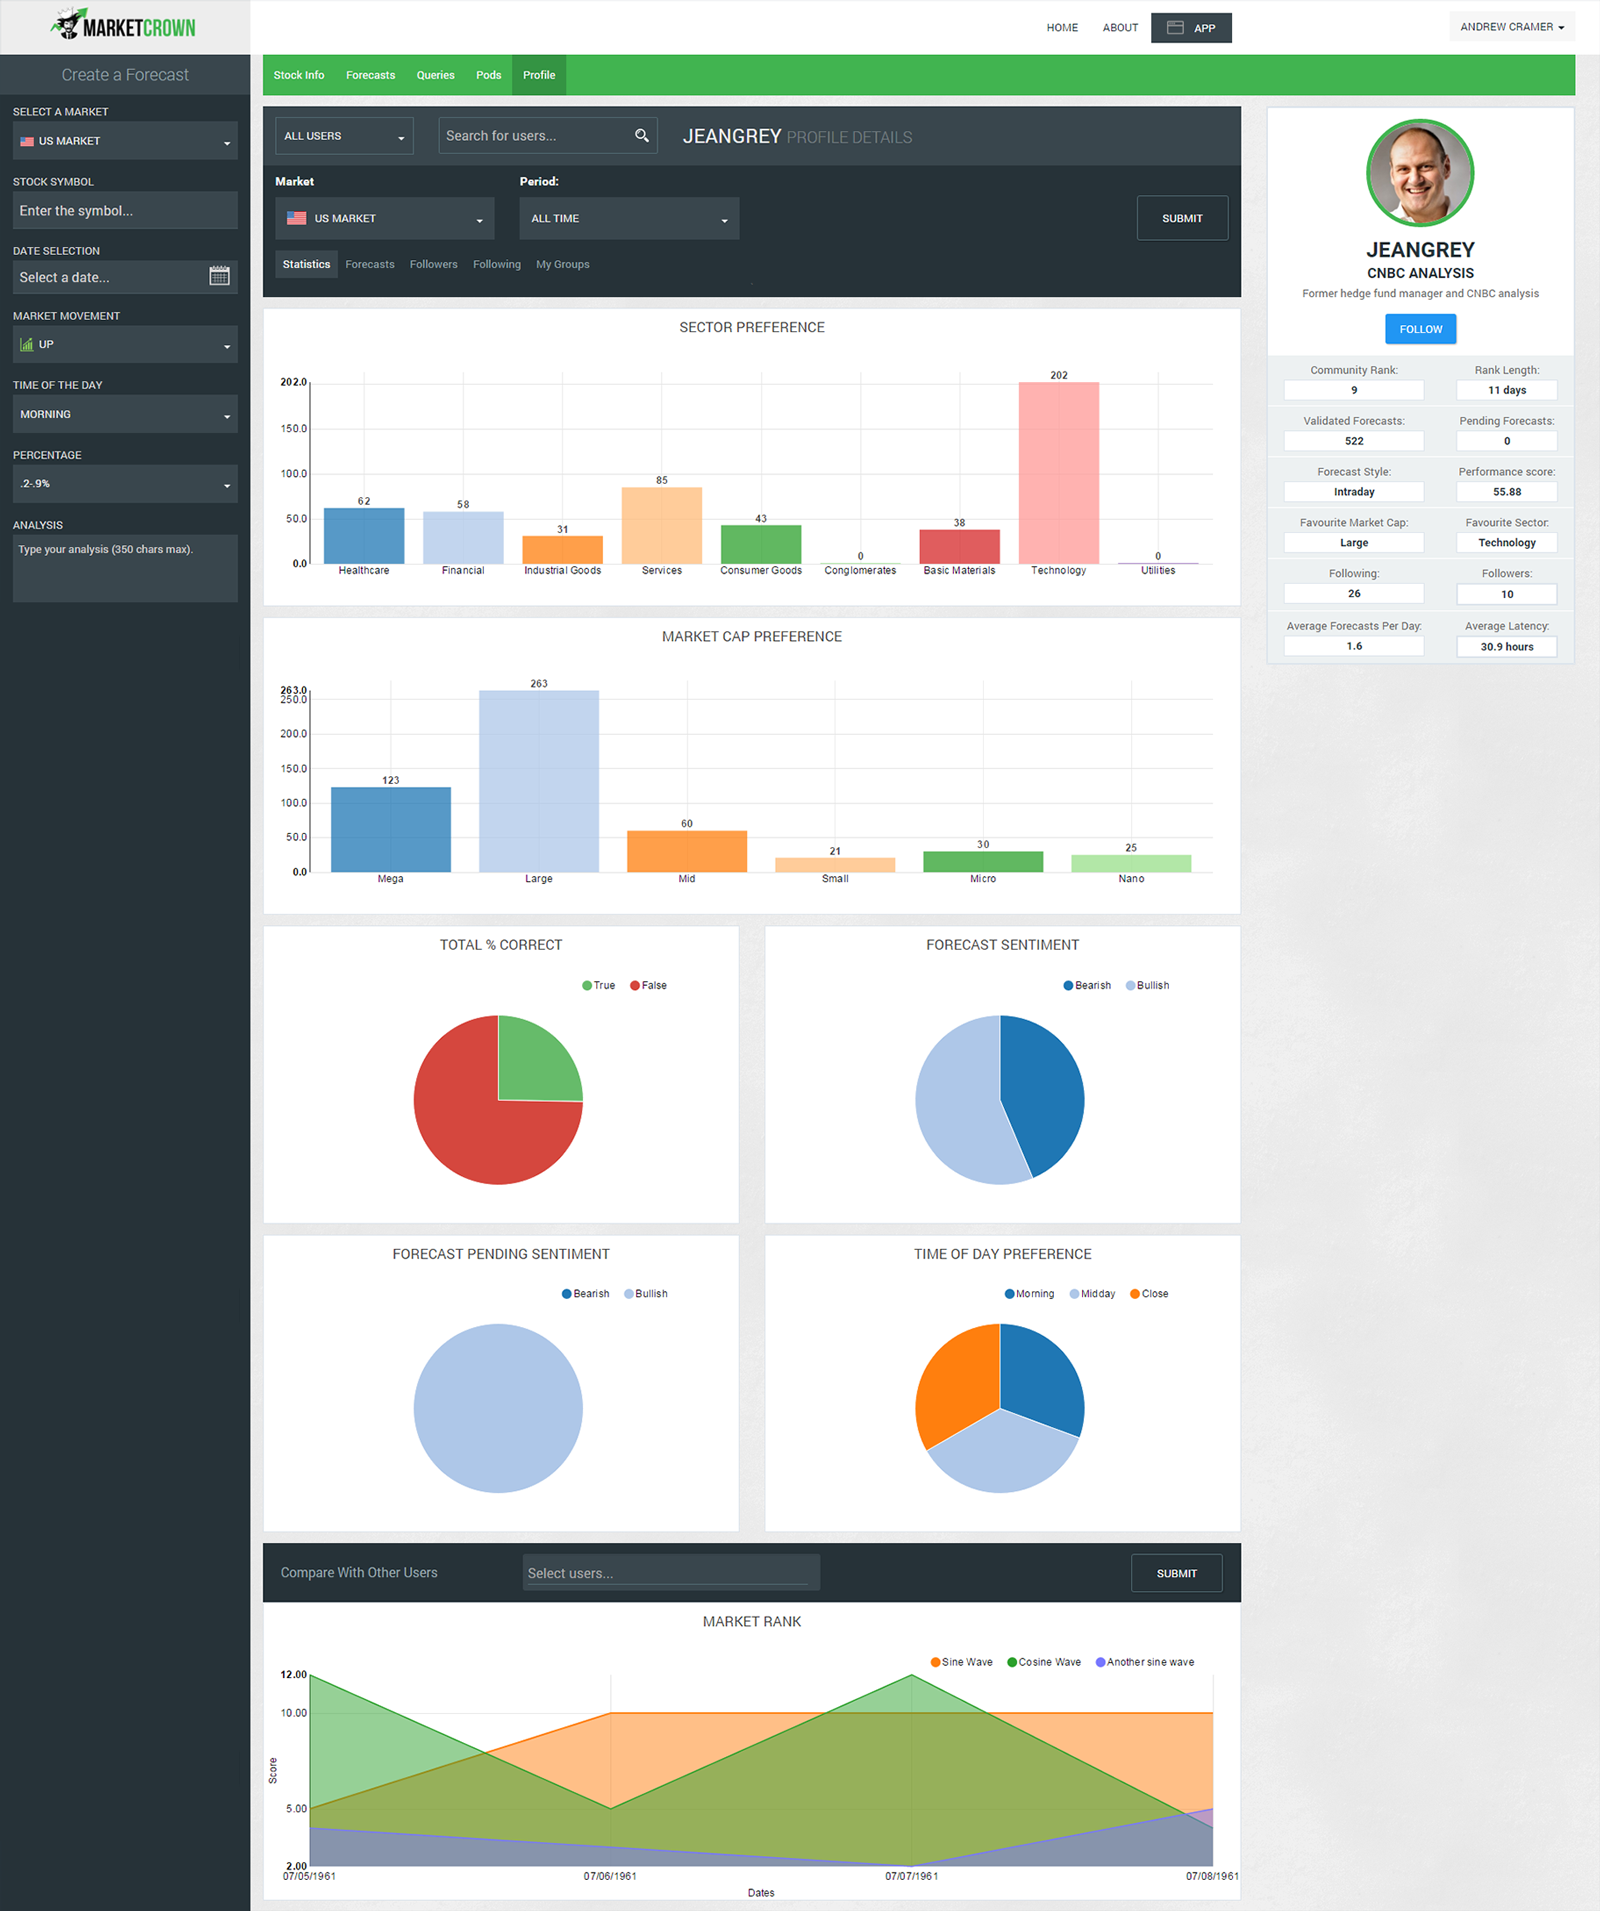 MARKETCROWN
HOME ABOUT APP
ANDREW CRAMER
Create a Forecast
SELECT A MARKET
US MARKET
STOCK SYMBOL
Enter the symbol...
DATE SELECTION
Select a date...
MARKET MOVEMENT
UP
TIME OF THE DAY
MORNING
PERCENTAGE
.2-.9%
ANALYSIS
Type your analysis (350 chars max).
Stock Info Forecasts Queries Pods Profile
ALL USERS Search for users... JEANGREY PROFILE DETAILS
Market Period:
US MARKET ALL TIME SUBMIT
Statistics Forecasts Followers Following My Groups
SECTOR PREFERENCE
202.0
150.0
100.0
50.0
0.0
62 58 31 85 43 0 38 202 0
Healthcare Financial Industrial Goods Services Consumer Goods Conglomerates Basic Materials Technology Utilities
MARKET CAP PREFERENCE
263.0
250.0
200.0
150.0
100.0
50.0
0.0
123 263 60 21 30 25
Mega Large Mid Small Micro Nano
TOTAL % CORRECT
True False
FORECAST SENTIMENT
Bearish Bullish
FORECAST PENDING SENTIMENT
Bearish Bullish
TIME OF DAY PREFERENCE
Morning Midday Close
Compare With Other Users Select users... SUBMIT
MARKET RANK
Sine Wave Cosine Wave Another sine wave
12.00
10.00
5.00
2.00
Score
07/05/1961 07/06/1961 07/07/1961 07/08/1961
Dates
JEANGREY
CNBC ANALYSIS
Former hedge fund manager and CNBC analysis
FOLLOW
Community Rank: Rank Length:
9 11 days
Validated Forecasts: Pending Forecasts:
522 0
Forecast Style: Performance score:
Intraday 55.88
Favourite Market Cap: Favourite Sector:
Large Technology
Following: Followers:
26 10
Average Forecasts Per Day: Average Latency:
1.6 30.9 hours